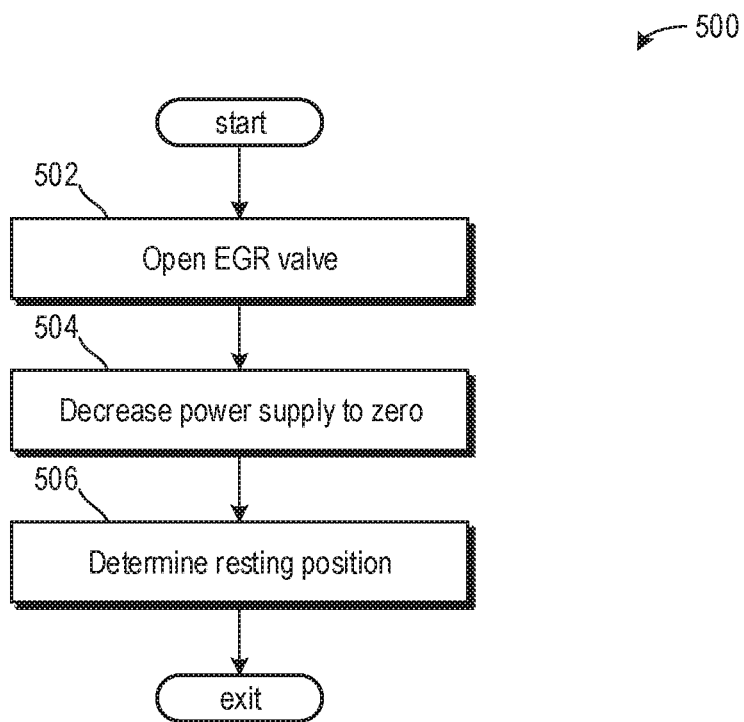 500
start
502
Open EGR valve
504
Decrease power supply to zero
506
Determine resting position
exit